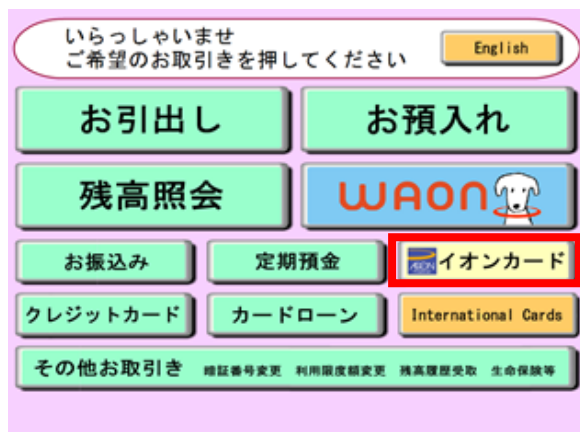 いらっしゃいませ
ご希望のお取引きを押してください
English
お引出し
お預入れ
残高照会
WAON
お振込み
定期預金
AEON イオンカード
クレジットカード
カードローン
International Cards
その他お取引き 暗証番号変更 利用限度額変更 残高履歴受取 生命保険等